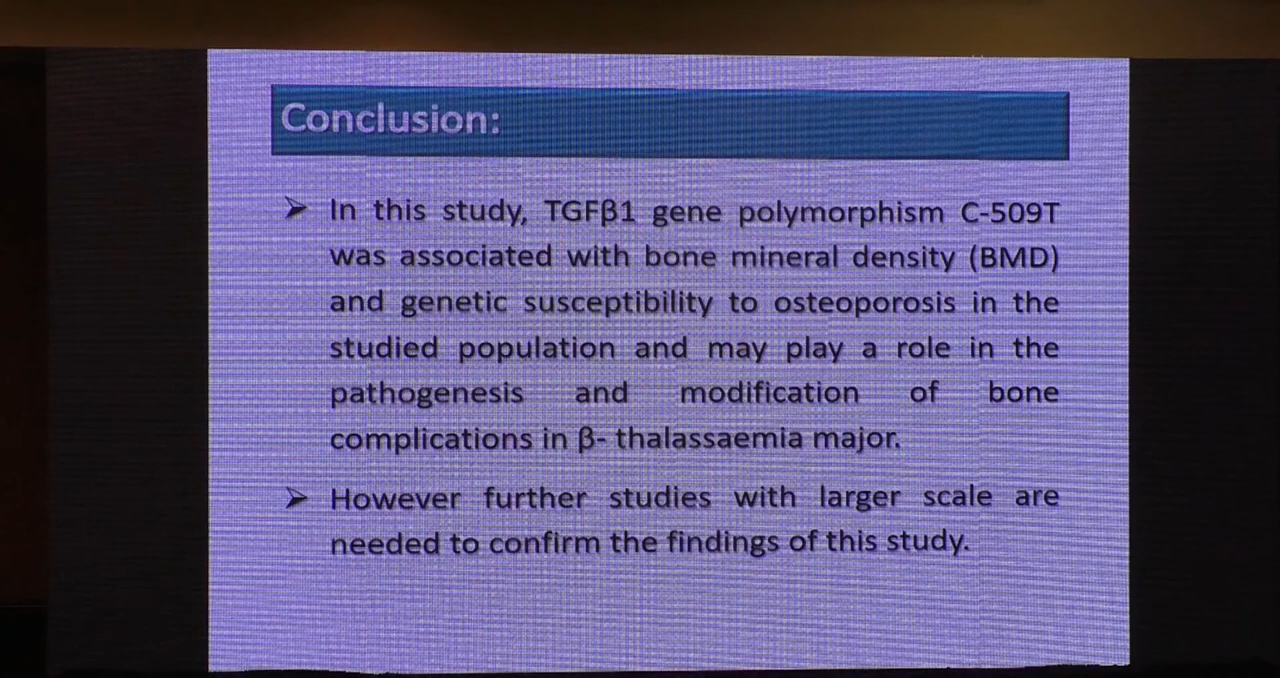 Conclusion:
➢ In this study, TGFβ1 gene polymorphism C-509T
was associated with bone mineral density (BMD)
and genetic susceptibility to osteoporosis in the
studied population and may play a role in the
pathogenesis and modification of bone
complications in β- thalassaemia major.
➢ However further studies with larger scale are
needed to confirm the findings of this study.